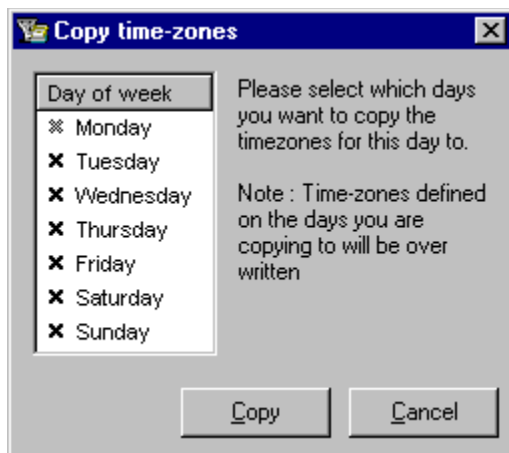 Copy time-zones
Day of week
Monday
Tuesday
Wednesday
Thursday
Friday
Saturday
Sunday
Please select which days
you want to copy the
timezones for this day to.
Note : Time-zones defined
on the days you are
copying to will be over
written
Copy
Cancel